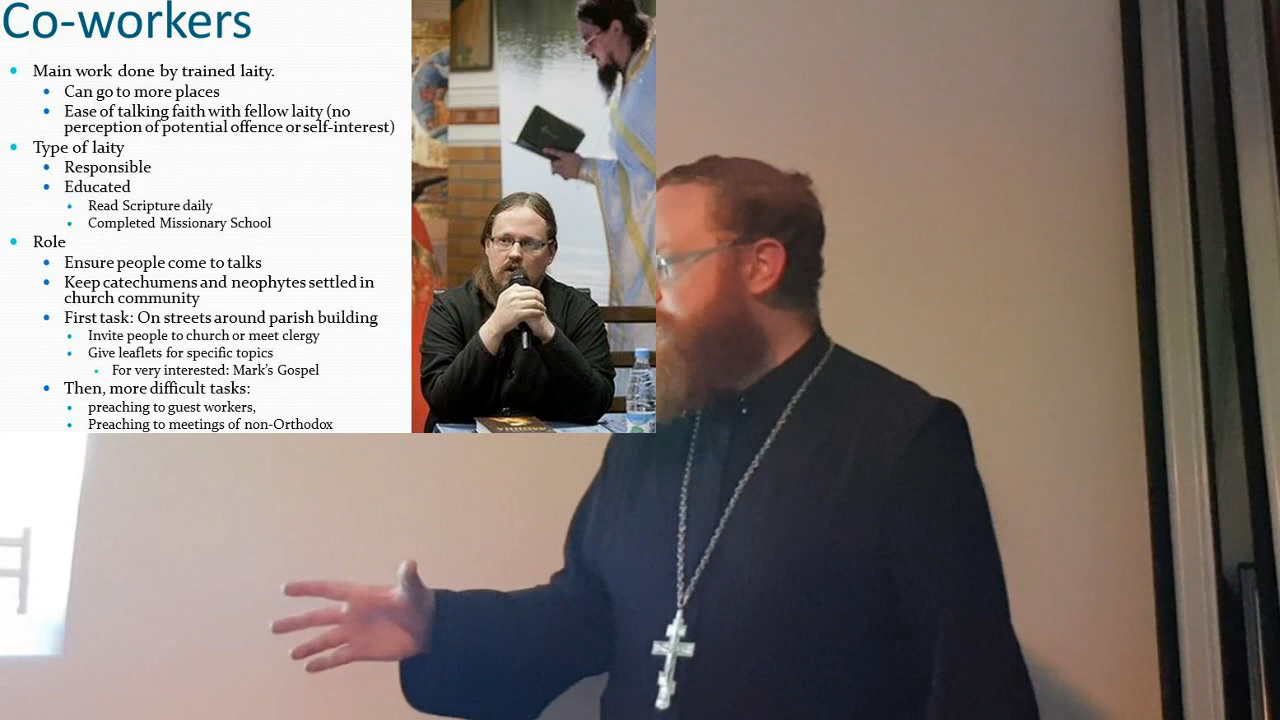 Co-workers
Main work done by trained laity.
Can go to more places
Ease of talking faith with fellow laity (no
perception of potential offence or self-interest)
Type of laity
Responsible
Educated
Read Scripture daily
Completed Missionary School
Role
Ensure people come to talks
Keep catechumens and neophytes settled in
church community
First task: On streets around parish building
Invite people to church or meet clergy
Give leaflets for specific topics
For very interested: Mark's Gospel
Then, more difficult tasks:
preaching to guest workers,
Preaching to meetings of non-Orthodox